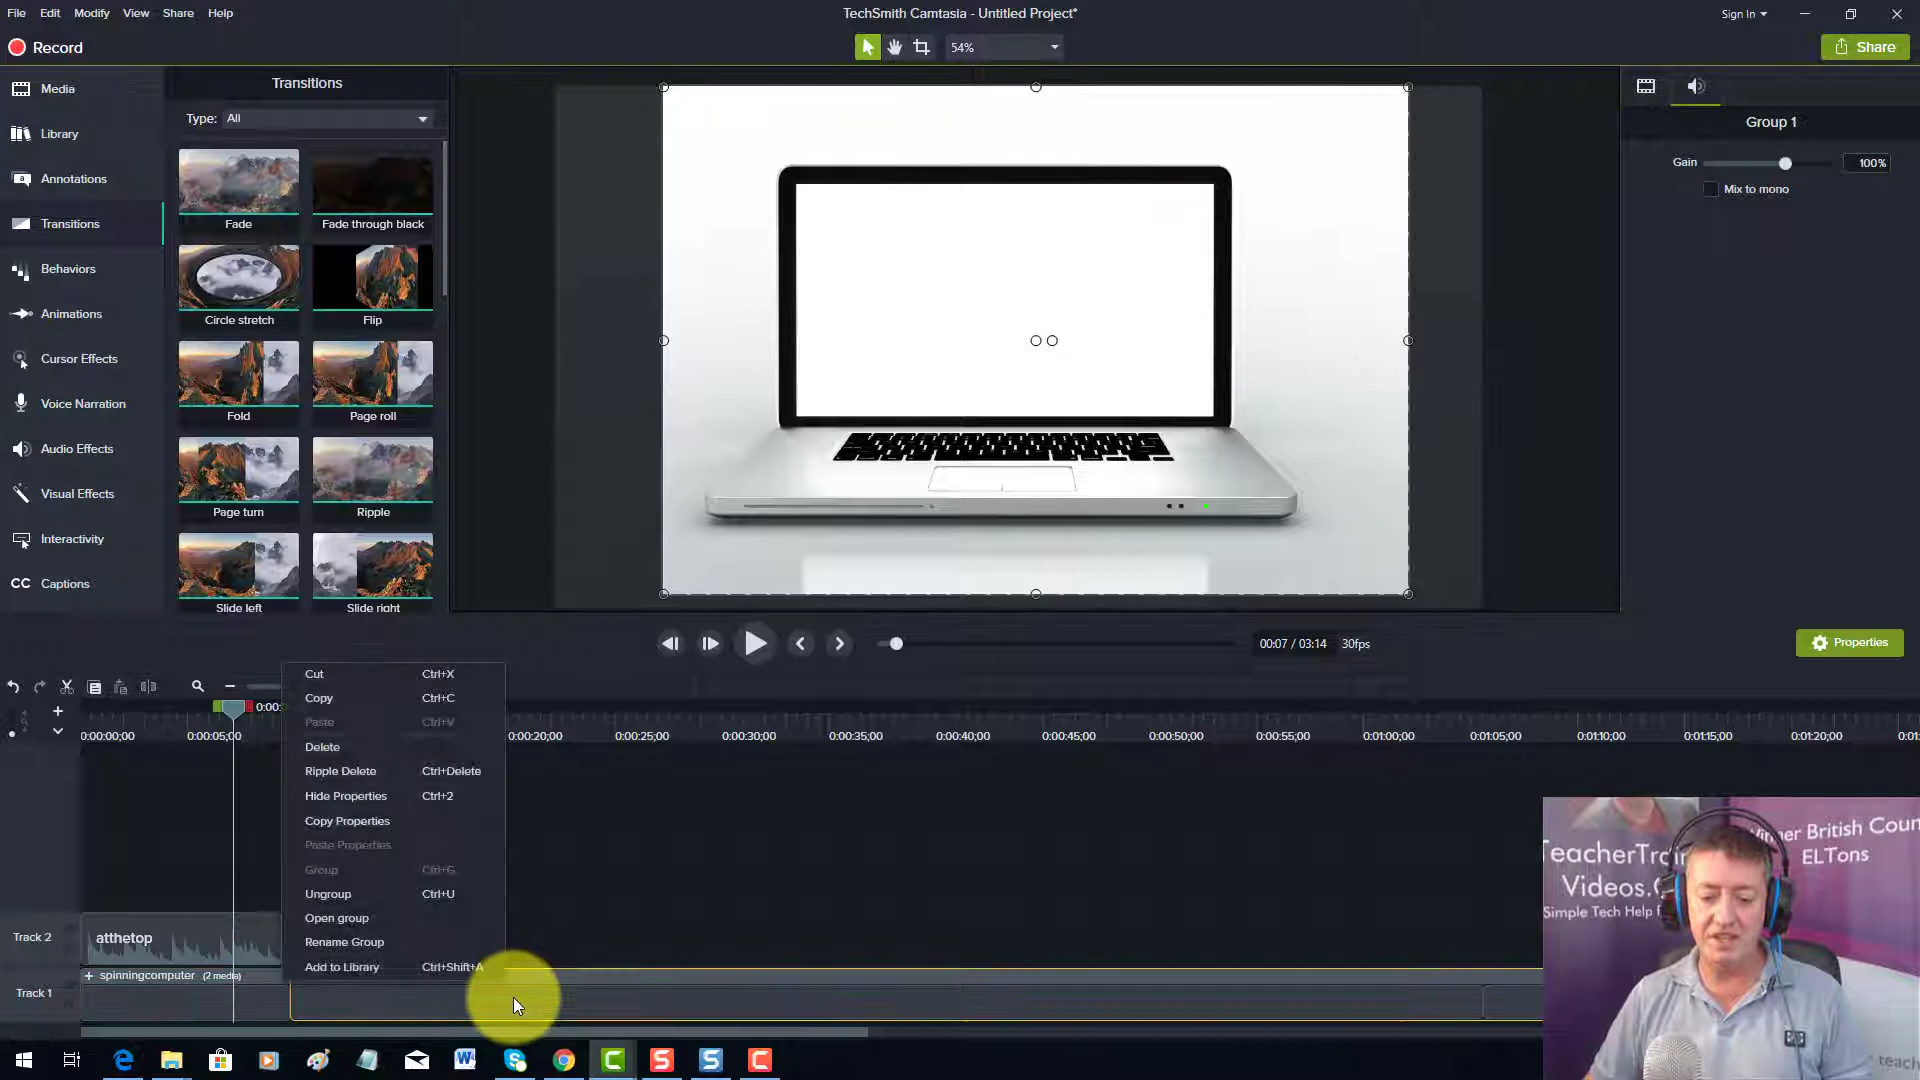 File Edit Modify View Share Help
TechSmith Camtasia - Untitled Project*
Sign In
Record
54%
Share
Media
Library
Annotations
Transitions
Behaviors
Animations
Cursor Effects
Voice Narration
Audio Effects
Visual Effects
Interactivity
CC Captions
Transitions
Type: All
Fade Fade through black
Circle stretch Flip
Fold Page roll
Page turn Ripple
Slide left Slide right
Group 1
Gain 100%
Mix to mono
00:07 / 03:14 30fps
Properties
Cut Ctrl+X
Copy Ctrl+C
Paste Ctrl+V
Delete
Ripple Delete Ctrl+Delete
Hide Properties Ctrl+2
Copy Properties
Paste Properties
Group Ctrl+G
Ungroup Ctrl+U
Open group
Rename Group
Add to Library Ctrl+Shift+A
0:00:
0:00:00;00 0:00:05;00 0:00:20;00 0:00:25;00 0:00:30;00 0:00:35;00 0:00:40;00 0:00:45;00 0:00:50;00 0:00:55;00 0:01:00;00 0:01:05;00 0:01:10;00 0:01:15;00 0:01:20;00 0:01:
Track 2
atthetop
+ spinningcomputer (2 media)
Track 1
TeacherTrai
Videos.
Simple Tech Help f
Winner British Coun
ELTons
teac